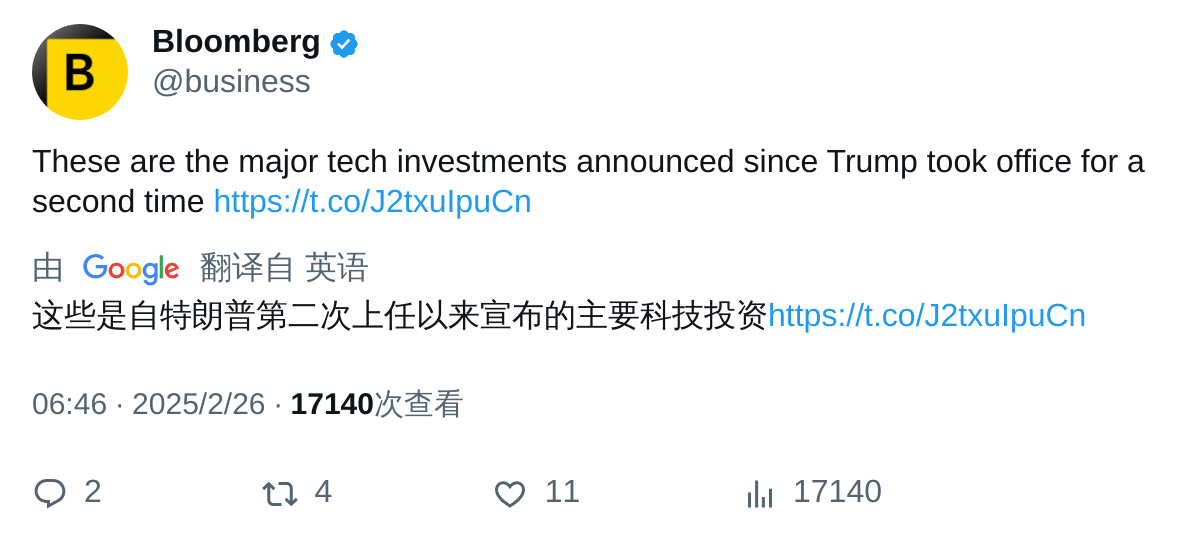 B
Bloomberg
@business
These are the major tech investments announced since Trump took office for a
second time https://t.co/J2txuIpuCn
由 Google 翻译自 英语
这些是自特朗普第二次上任以来宣布的主要科技投资https://t.co/J2txuIpuCn
06:46 · 2025/2/26 · 17140次查看
2 4 11 17140